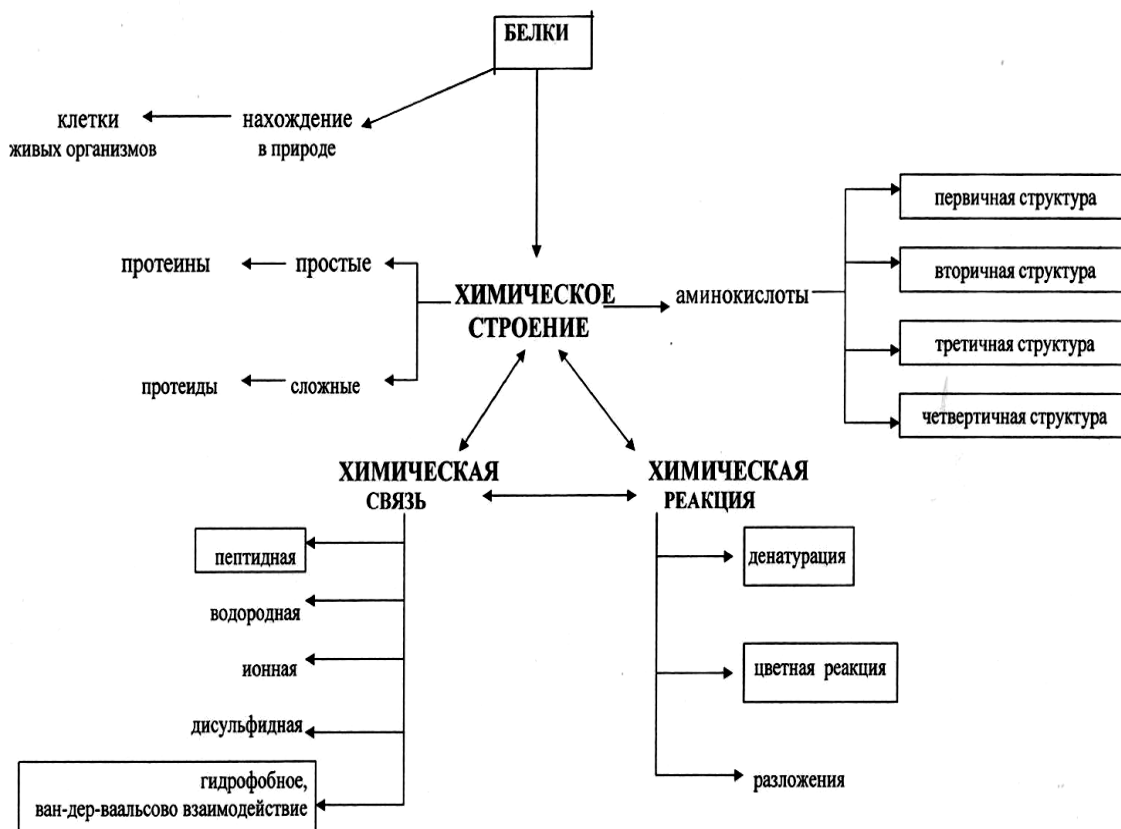 БЕЛКИ
клетки
живых организмов
нахождение
в природе
первичная структура
протеины
простые
вторичная структура
ХИМИЧЕСКОЕ
СТРОЕНИЕ
аминокислоты
третичная структура
протеиды
сложные
четвертичная структура
ХИМИЧЕСКАЯ
СВЯЗЬ
ХИМИЧЕСКАЯ
РЕАКЦИЯ
пептидная
водородная
ионная
дисульфидная
гидрофобное,
ван-дер-ваальсово взаимодействие
денатурация
цветная реакция
разложения